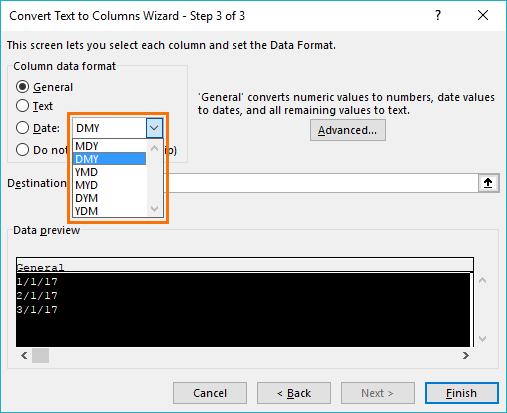 Convert Text to Columns Wizard - Step 3 of 3
This screen lets you select each column and set the Data Format.
Column data format
General
Text
Date: DMY
Do not
ip)
MDY
DMY
YMD
MYD
DYM
YDM
'General' converts numeric values to numbers, date values
to dates, and all remaining values to text.
Advanced...
Destination
Data preview
General
1/1/17
2/1/17
3/1/17
Cancel
< Back
Next >
Finish